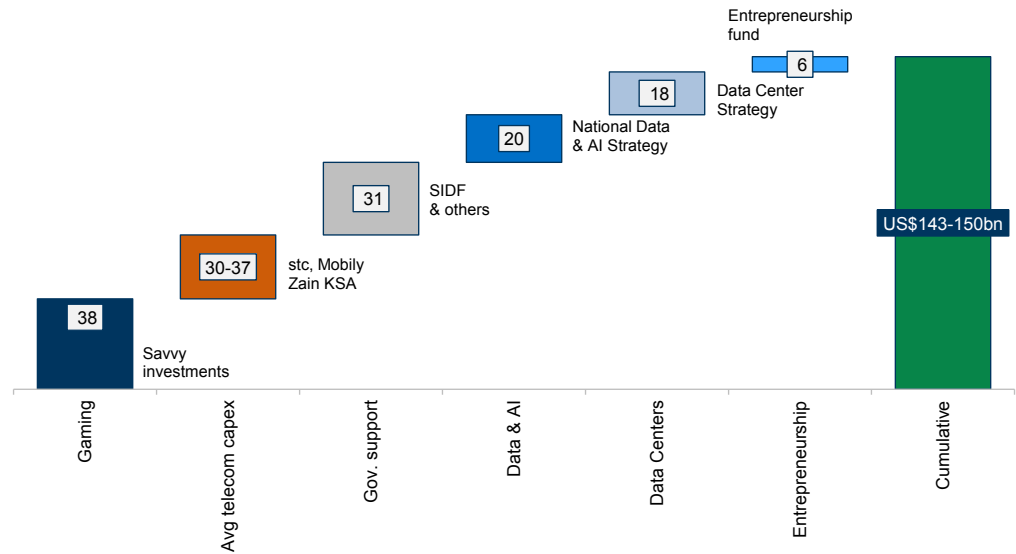 Entrepreneurship
fund
6
18
Data Center
Strategy
20
National Data
& AI Strategy
31
SIDF
& others
US$143-150bn
30-37
stc, Mobily
Zain KSA
38
Savvy
investments
Gaming
Avg telecom capex
Gov. support
Data & AI
Data Centers
Entrepreneurship
Cumulative